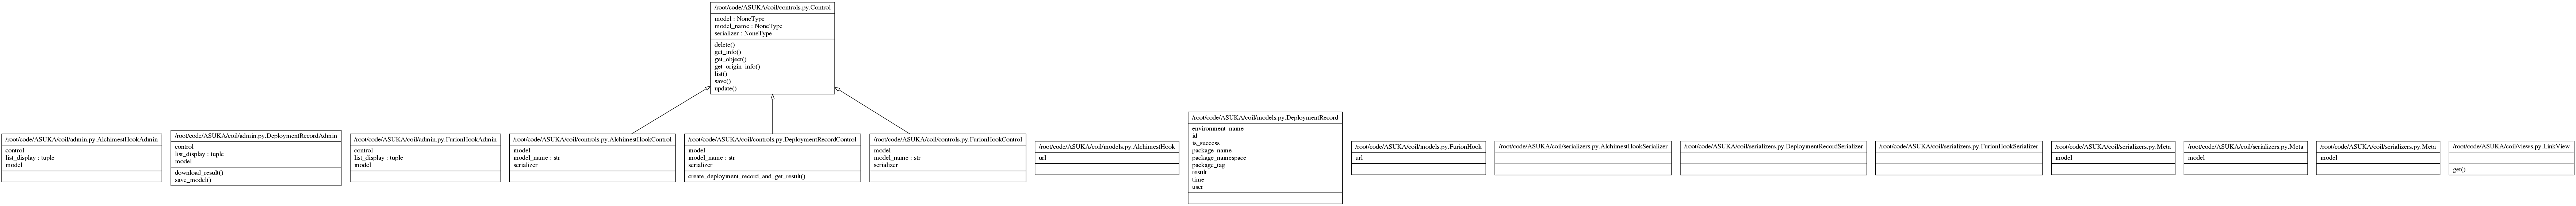 /root/code/ASUKA/coil/controls.py.Control
model : NoneType
model_name : NoneType
serializer : NoneType
delete()
get_info()
get_object()
get_origin_info()
list()
save()
update()
/root/code/ASUKA/coil/admin.py.AlchimestHookAdmin
control
list_display : tuple
model
/root/code/ASUKA/coil/admin.py.DeploymentRecordAdmin
control
list_display : tuple
model
download_result()
save_model()
/root/code/ASUKA/coil/admin.py.FurionHookAdmin
control
list_display : tuple
model
/root/code/ASUKA/coil/controls.py.AlchimestHookControl
model
model_name : str
serializer
/root/code/ASUKA/coil/controls.py.DeploymentRecordControl
model
model_name : str
serializer
create_deployment_record_and_get_result()
/root/code/ASUKA/coil/controls.py.FurionHookControl
model
model_name : str
serializer
/root/code/ASUKA/coil/models.py.AlchimestHook
url
/root/code/ASUKA/coil/models.py.DeploymentRecord
environment_name
id
is_success
package_name
package_namespace
package_tag
result
time
user
/root/code/ASUKA/coil/models.py.FurionHook
url
/root/code/ASUKA/coil/serializers.py.AlchimestHookSerializer
/root/code/ASUKA/coil/serializers.py.DeploymentRecordSerializer
/root/code/ASUKA/coil/serializers.py.FurionHookSerializer
/root/code/ASUKA/coil/serializers.py.Meta
model
/root/code/ASUKA/coil/serializers.py.Meta
model
/root/code/ASUKA/coil/serializers.py.Meta
model
/root/code/ASUKA/coil/views.py.LinkView
get()